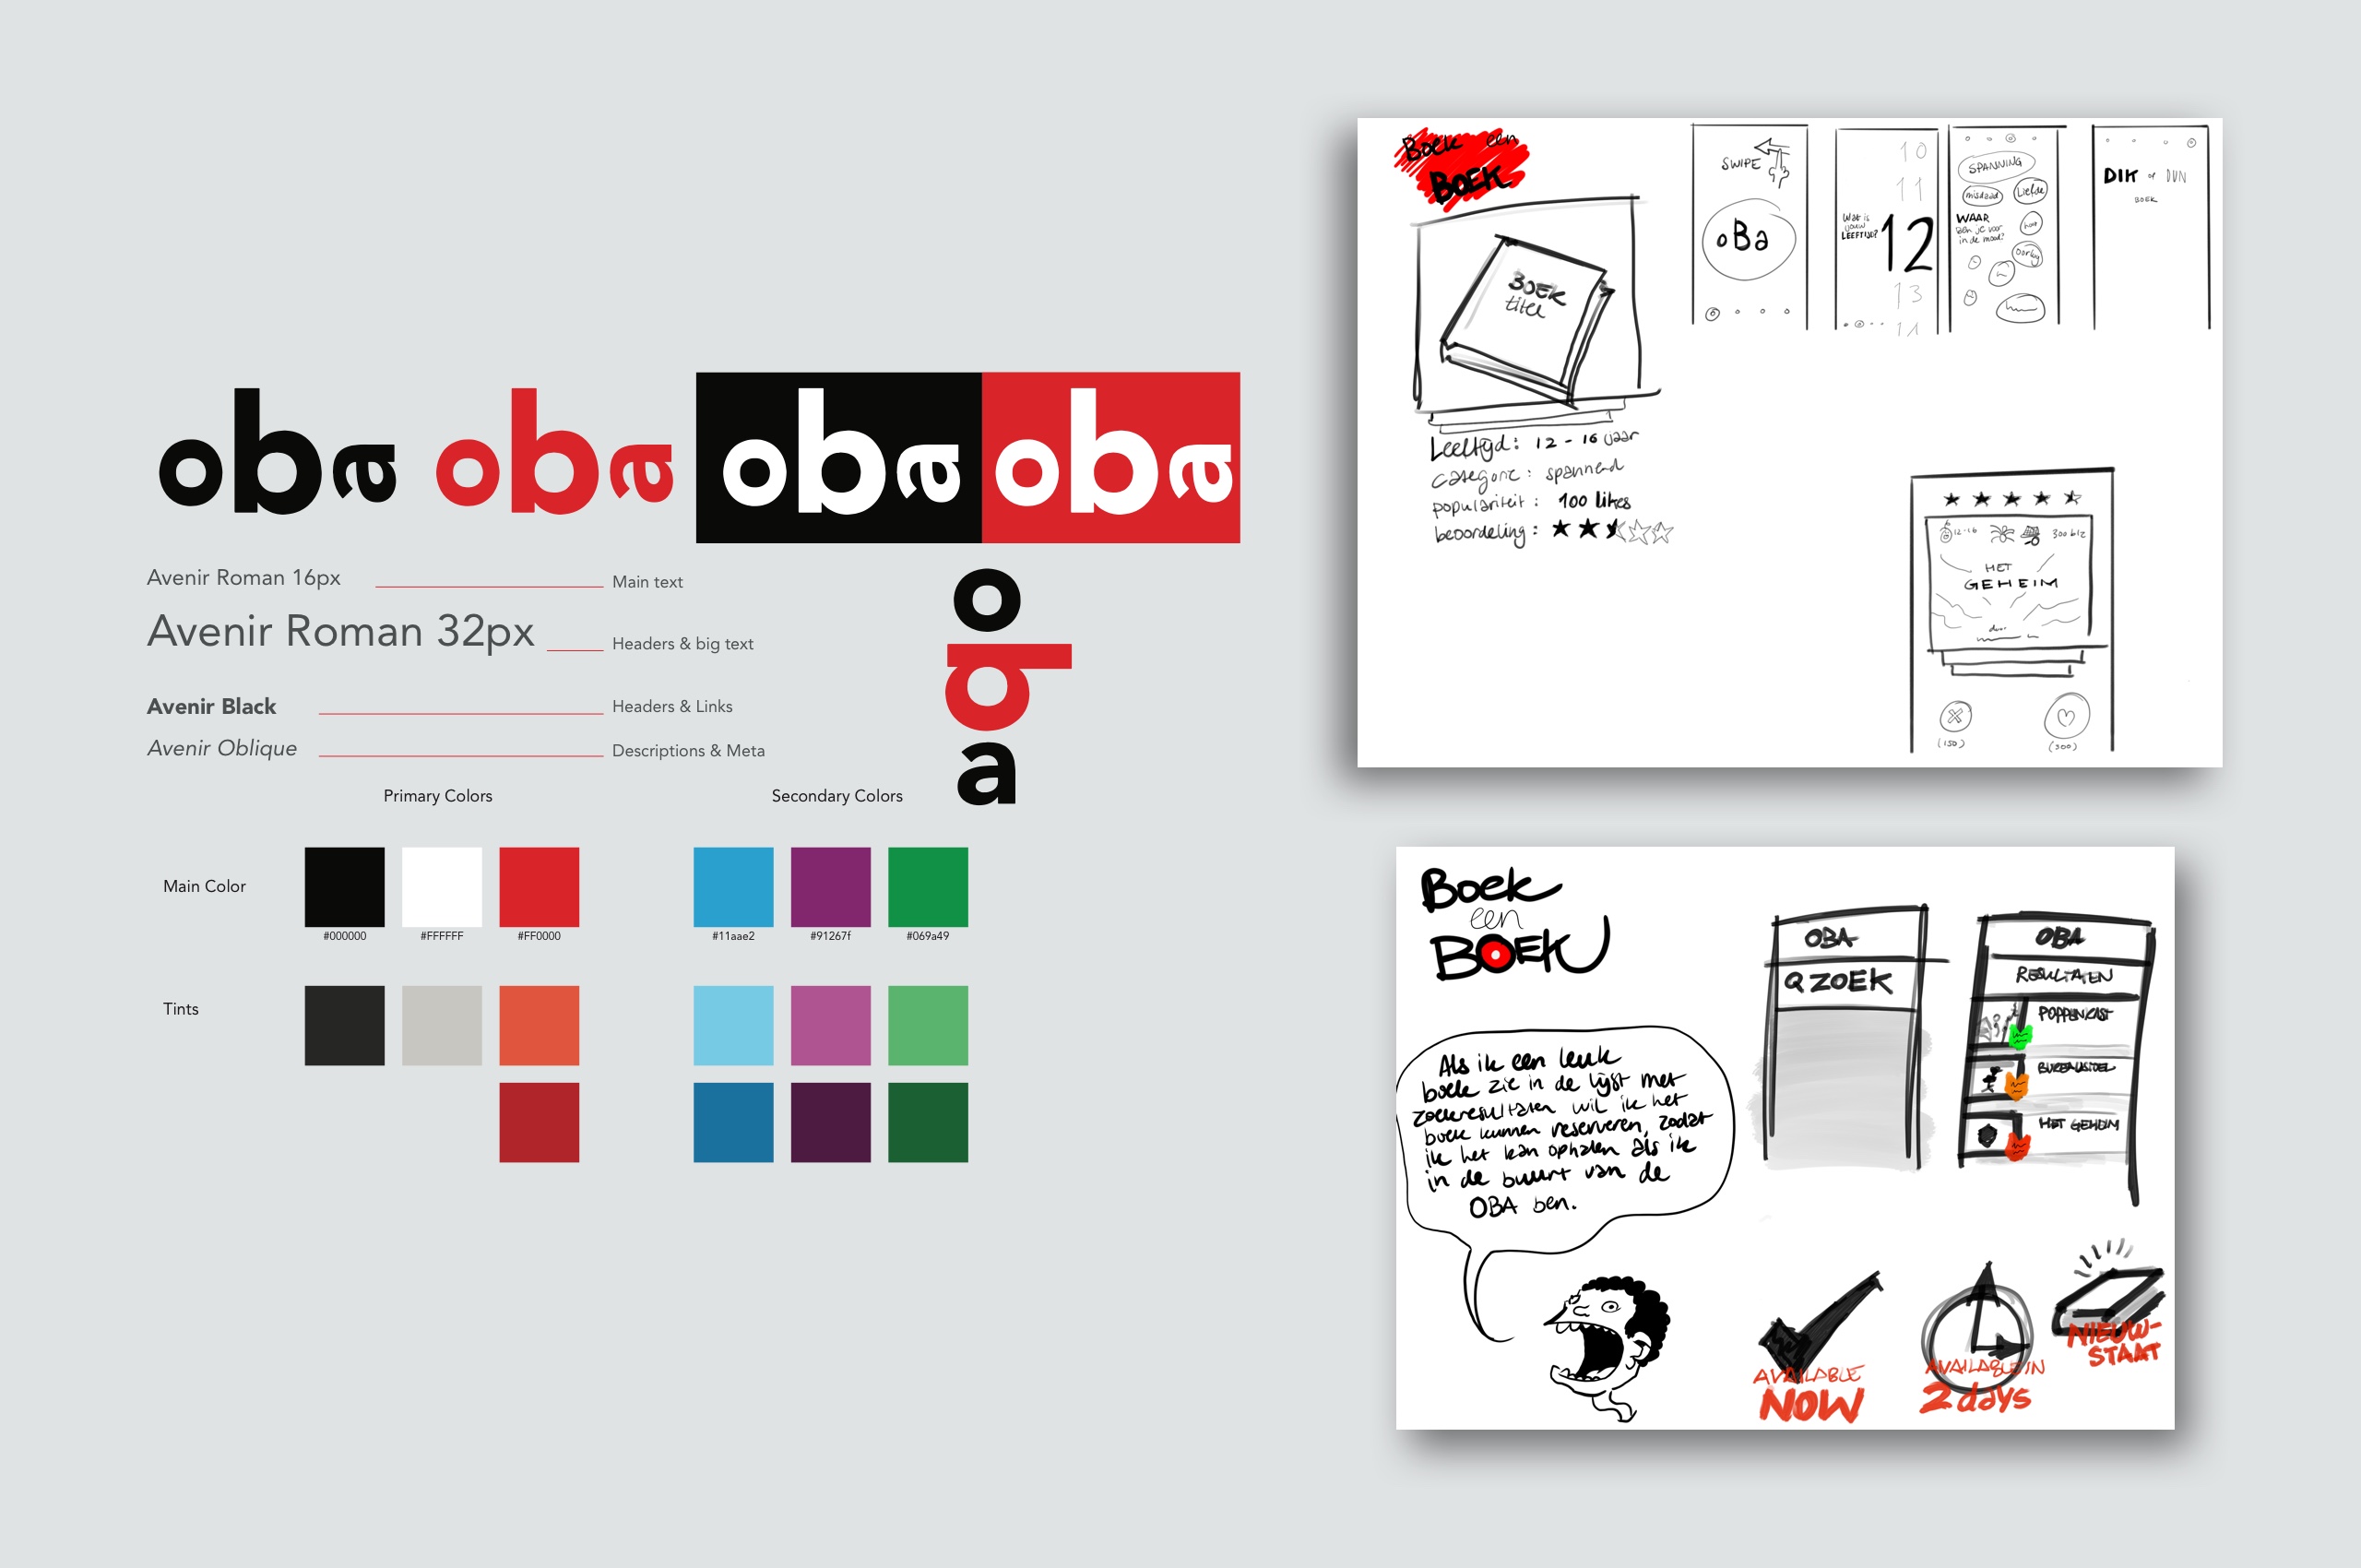 oba oba oba oba
Avenir Roman 16px
Main text
Avenir Roman 32px
Headers & big text
Avenir Black
Headers & Links
Avenir Oblique
Descriptions & Meta
oba
Primary Colors
Secondary Colors
Main Color
#000000
#FFFFFF
#FF0000
#11aae2
#91267f
#069a49
Tints
Boek een
BOEK
BOEK
titel
Leeftijd: 12 - 16 jaar
categorie: spannend
populariteit: 100 likes
beoordeling:
SWIPE
oBa
10
11
Wat is
jouw
LEEFTIJD?
12
13
SPANNING
misdaad
Liefde
WAAR
Ben je voor
in de mood?
oorlog
DIK of DUN
BOEK
12-16
300 blz
HET
GEHEIM
door
(150)
(300)
Boek
een
BOEK
OBA
ZOEK
OBA
RESULTATEN
POPPENKAST
HET GEHEIM
Als ik een leuk
boek zie in de lijst met
zoekresultaten wil ik het
boek kunnen reserveren, zodat
ik het kan ophalen als ik
in de buurt van de
OBA ben.
AVAILABLE
NOW
AVAILABLE IN
2 days
NIEUW-
STAAT